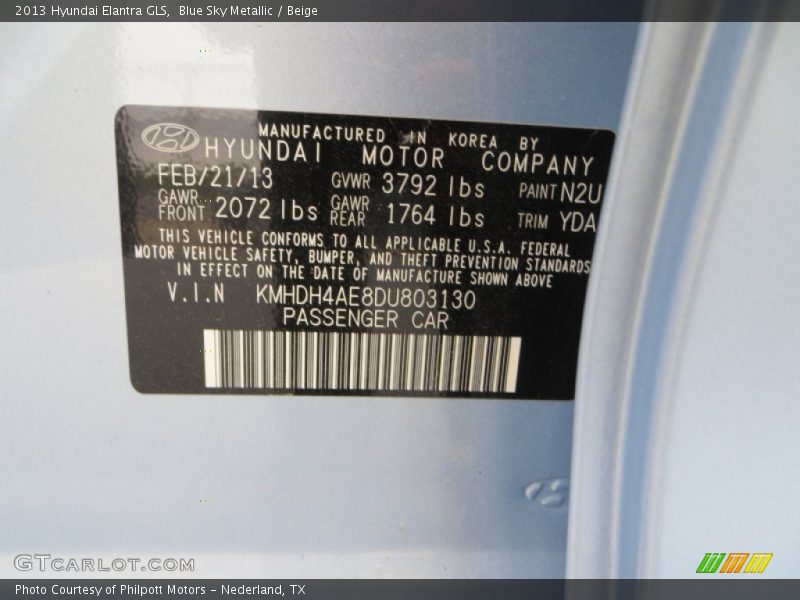 2013 Hyundai Elantra GLS,  Blue Sky Metallic / Beige
MANUFACTURED IN KOREA BY
HYUNDAI MOTOR COMPANY
FEB/21/13 GVWR 3792 lbs PAINT N2U
GAWR FRONT 2072 lbs GAWR REAR 1764 lbs TRIM YDA
THIS VEHICLE CONFORMS TO ALL APPLICABLE U.S.A. FEDERAL
MOTOR VEHICLE SAFETY, BUMPER, AND THEFT PREVENTION STANDARDS
IN EFFECT ON THE DATE OF MANUFACTURE SHOWN ABOVE
V.I.N KMHDH4AE8DU803130
PASSENGER CAR
GTCARLOT.COM
Photo Courtesy of Philpott Motors - Nederland, TX